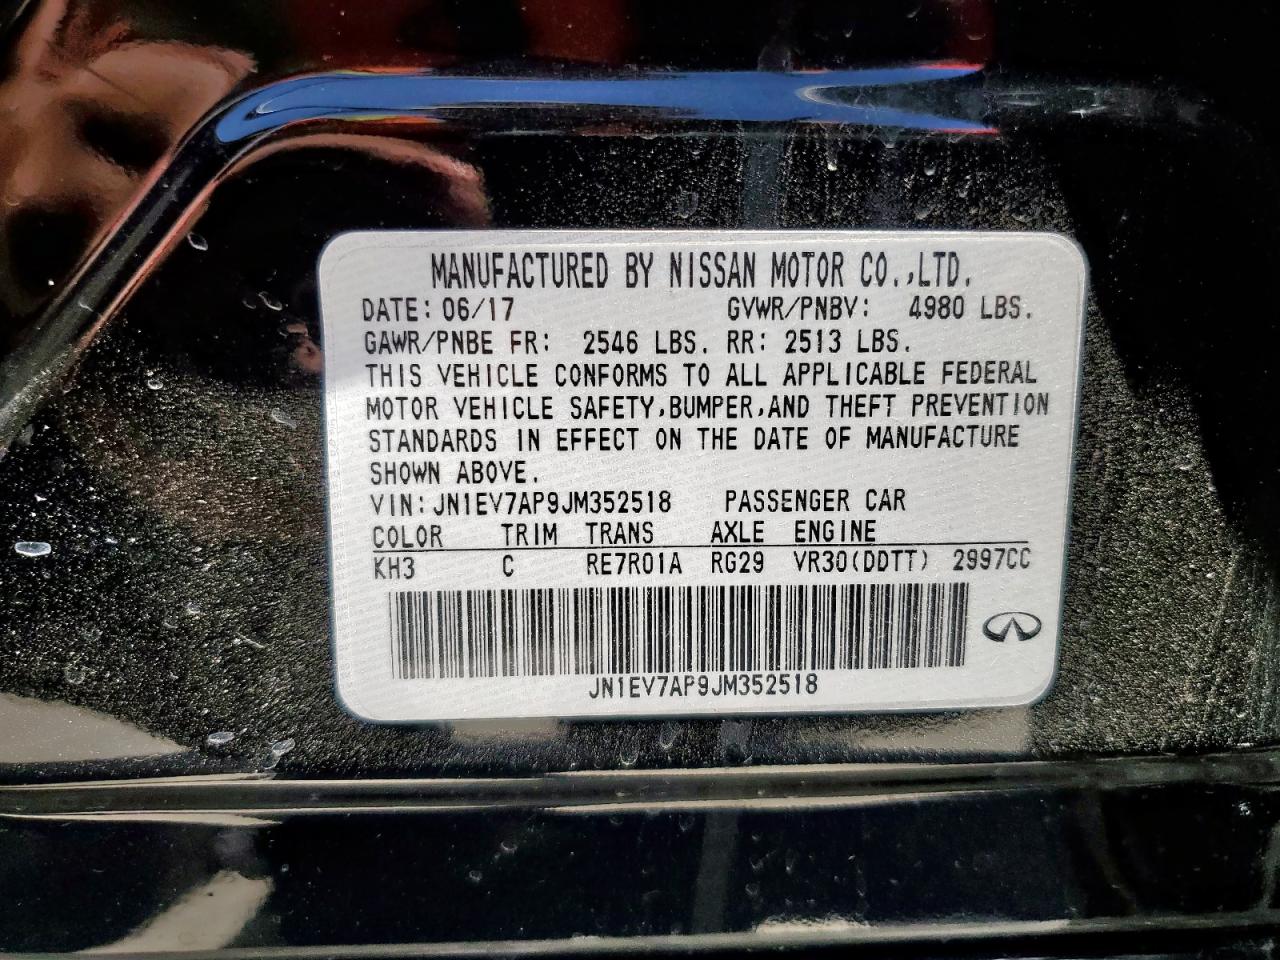 MANUFACTURED BY NISSAN MOTOR CO.,LTD.
DATE: 06/17 GVWR/PNBV: 4980 LBS.
GAWR/PNBE FR: 2546 LBS. RR: 2513 LBS.
THIS VEHICLE CONFORMS TO ALL APPLICABLE FEDERAL
MOTOR VEHICLE SAFETY,BUMPER,AND THEFT PREVENTION
STANDARDS IN EFFECT ON THE DATE OF MANUFACTURE
SHOWN ABOVE.
VIN:JN1EV7AP9JM352518 PASSENGER CAR
COLOR TRIM TRANS AXLE ENGINE
KH3 C RE7R01A RG29 VR30(DDTT) 2997CC
JN1EV7AP9JM352518